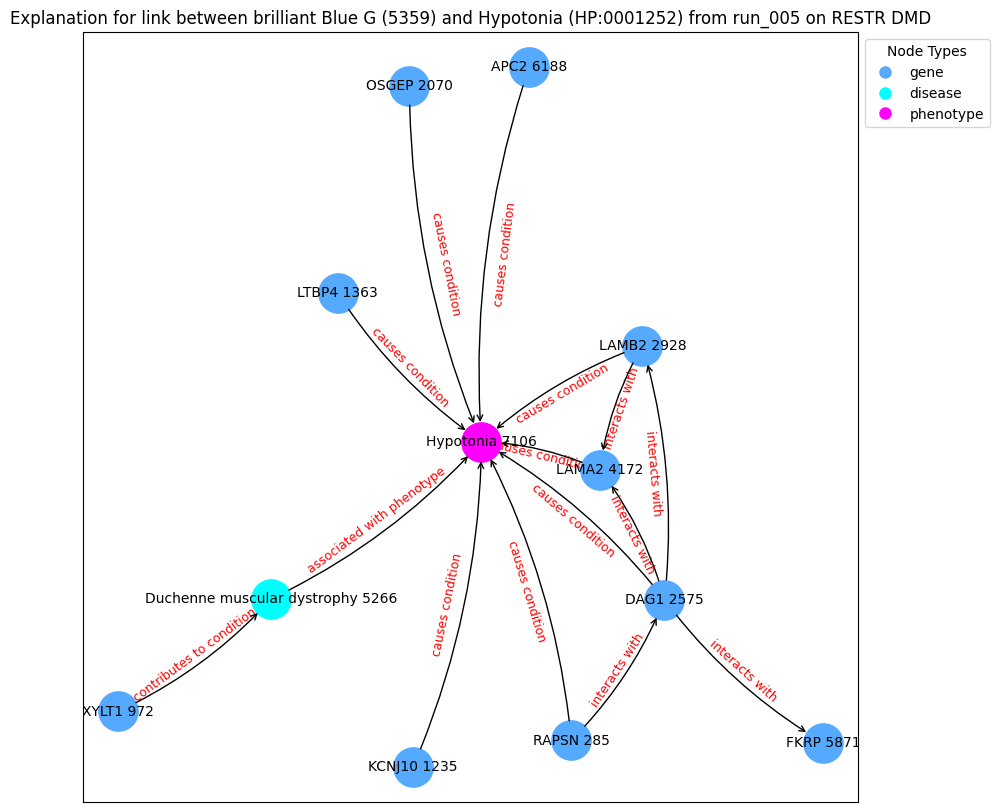 Explanation for link between brilliant Blue G (5359) and Hypotonia (HP:0001252) from run_005 on RESTR DMD
Node Types
gene
disease
phenotype
APC2 6188
OSGEP 2070
causes condition
causes condition
LTBP4 1363
causes condition
LAMB2 2928
causes condition
interacts with
Hypotonia 7106
causes condition
LAMA2 4172
interacts with
associated with phenotype
causes condition
interacts with
Duchenne muscular dystrophy 5266
causes condition
causes condition
DAG1 2575
contributes to condition
interacts with
interacts with
XYLT1 972
KCNJ10 1235
RAPSN 285
FKRP 5871